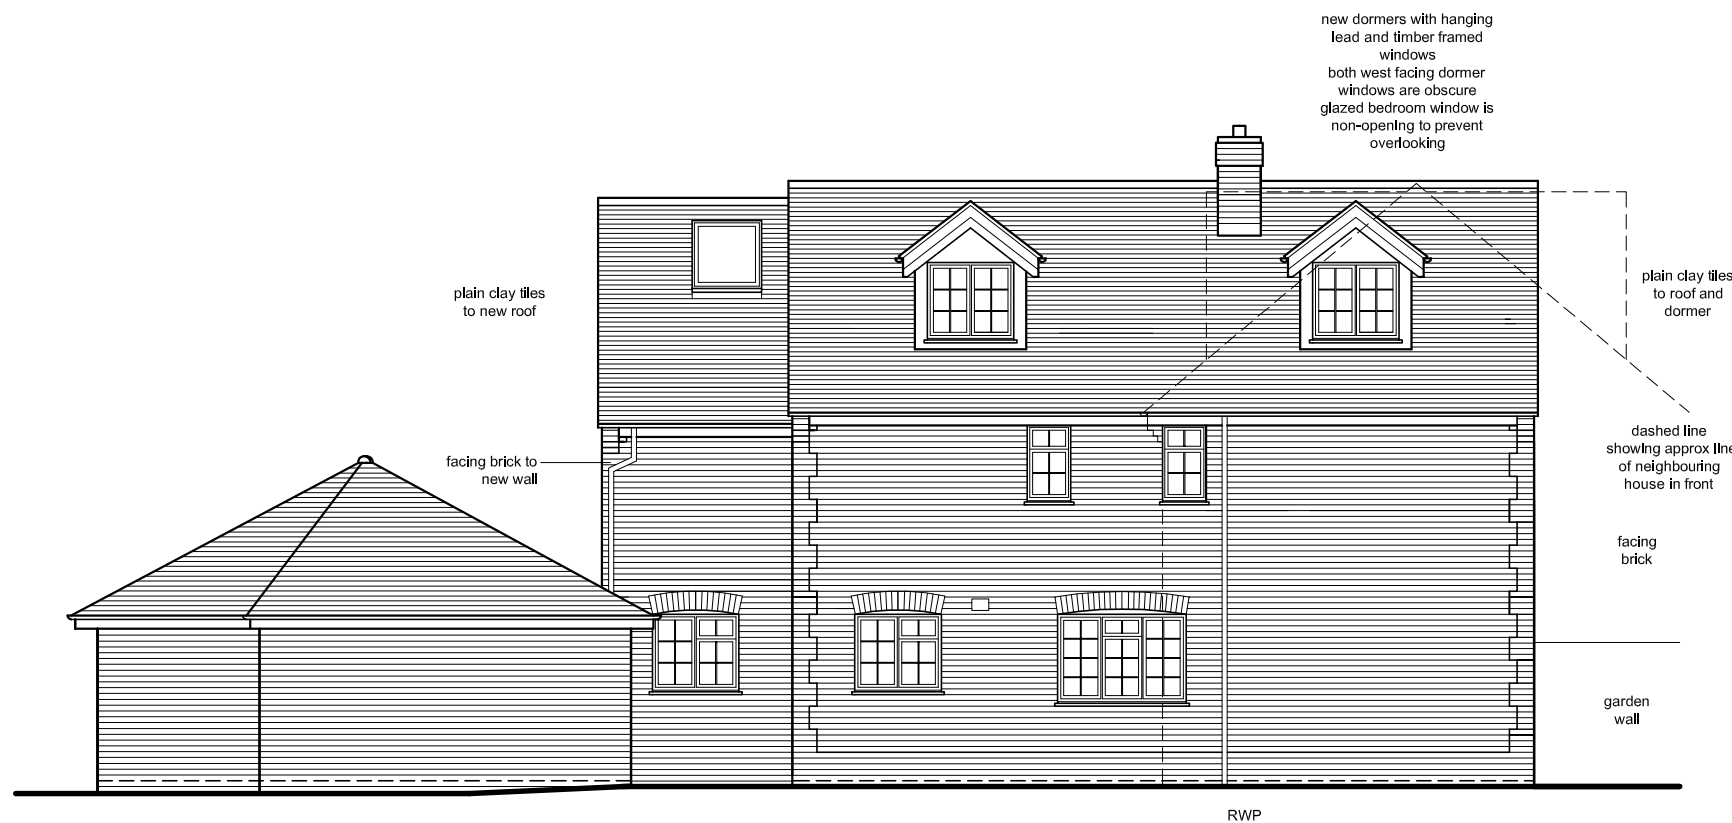 new dormers with hanging
lead and timber framed
windows
both west facing dormer
windows are obscure
glazed bedroom window is
non-opening to prevent
overlooking
plain clay tiles
to new roof
plain clay tiles
to roof and
dormer
facing brick to
new wall
dashed line
showing approx line
of neighbouring
house in front
facing
brick
garden
wall
RWP